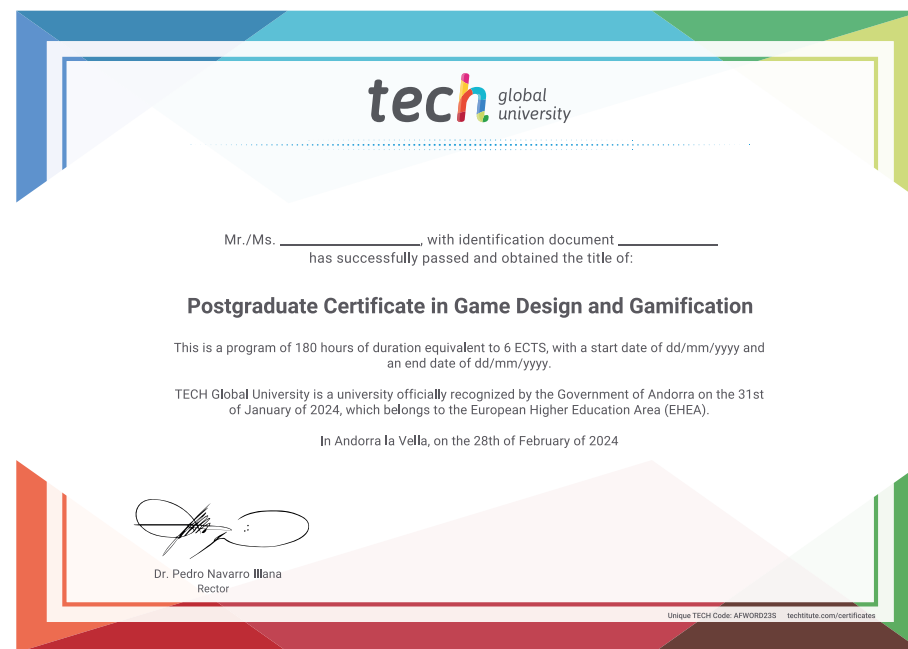 tech global university
Mr./Ms. ____________________, with identification document ______________
has successfully passed and obtained the title of:
Postgraduate Certificate in Game Design and Gamification
This is a program of 180 hours of duration equivalent to 6 ECTS, with a start date of dd/mm/yyyy and
an end date of dd/mm/yyyy.
TECH Global University is a university officially recognized by the Government of Andorra on the 31st
of January of 2024, which belongs to the European Higher Education Area (EHEA).
In Andorra la Vella, on the 28th of February of 2024
Dr. Pedro Navarro Illana
Rector
Unique TECH Code: AFWORD23S techtitute.com/certificates